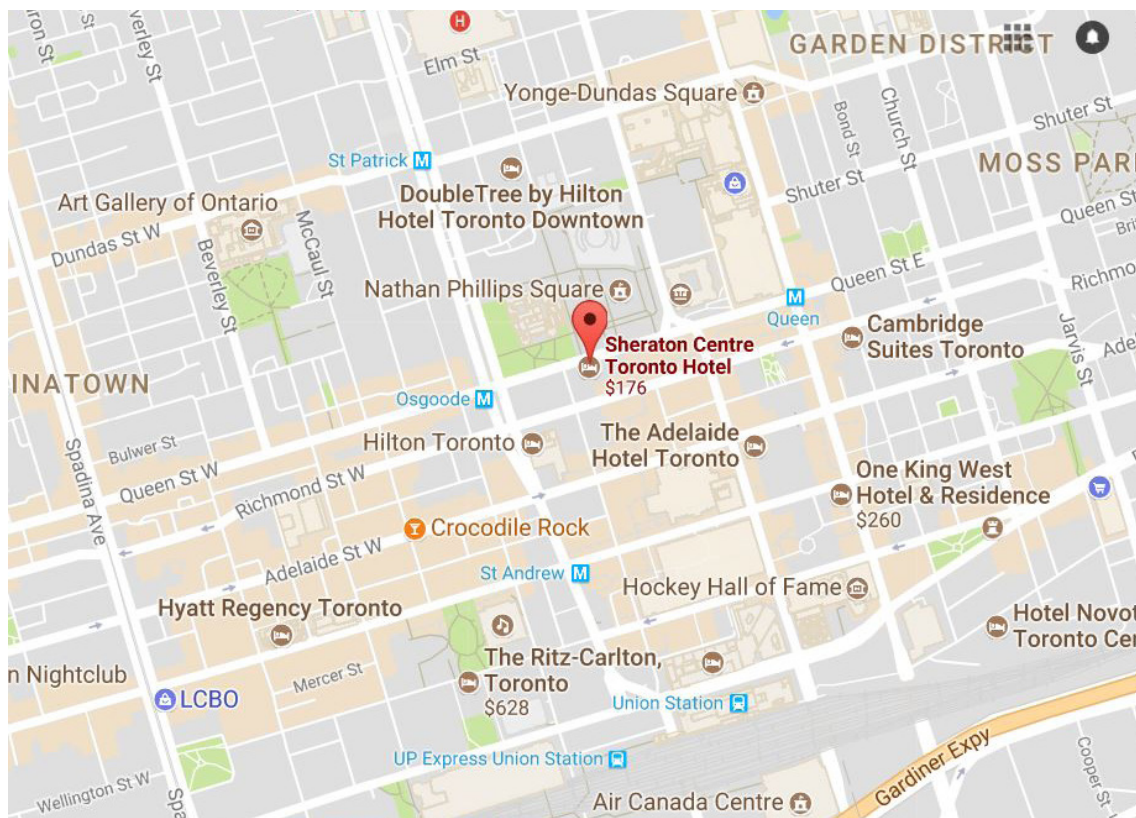 H
Elm St
Beverley St
GARDEN DISTRICT
Yonge-Dundas Square
Bond St
Church St
Shuter St
St Patrick M
DoubleTree by Hilton
Hotel Toronto Downtown
Shuter St
Art Gallery of Ontario
McCaul St
Dundas St W
Beverley St
Queen St E
Nathan Phillips Square
M
Queen
Sheraton Centre
Toronto Hotel
$176
Cambridge
Suites Toronto
Jarvis St
INATOWN
Osgoode M
Bulwer St
Hilton Toronto
The Adelaide
Hotel Toronto
Spadina Ave
Queen St W
Richmond St W
One King West
Hotel & Residence
$260
Crocodile Rock
Adelaide St W
St Andrew M
Hockey Hall of Fame
Hyatt Regency Toronto
Hotel Novot
Toronto Cer
n Nightclub
Mercer St
The Ritz-Carlton,
Toronto
$628
LCBO
Union Station
UP Express Union Station
Gardiner Expy
Cooper St
Wellington St W
Spa
Air Canada Centre